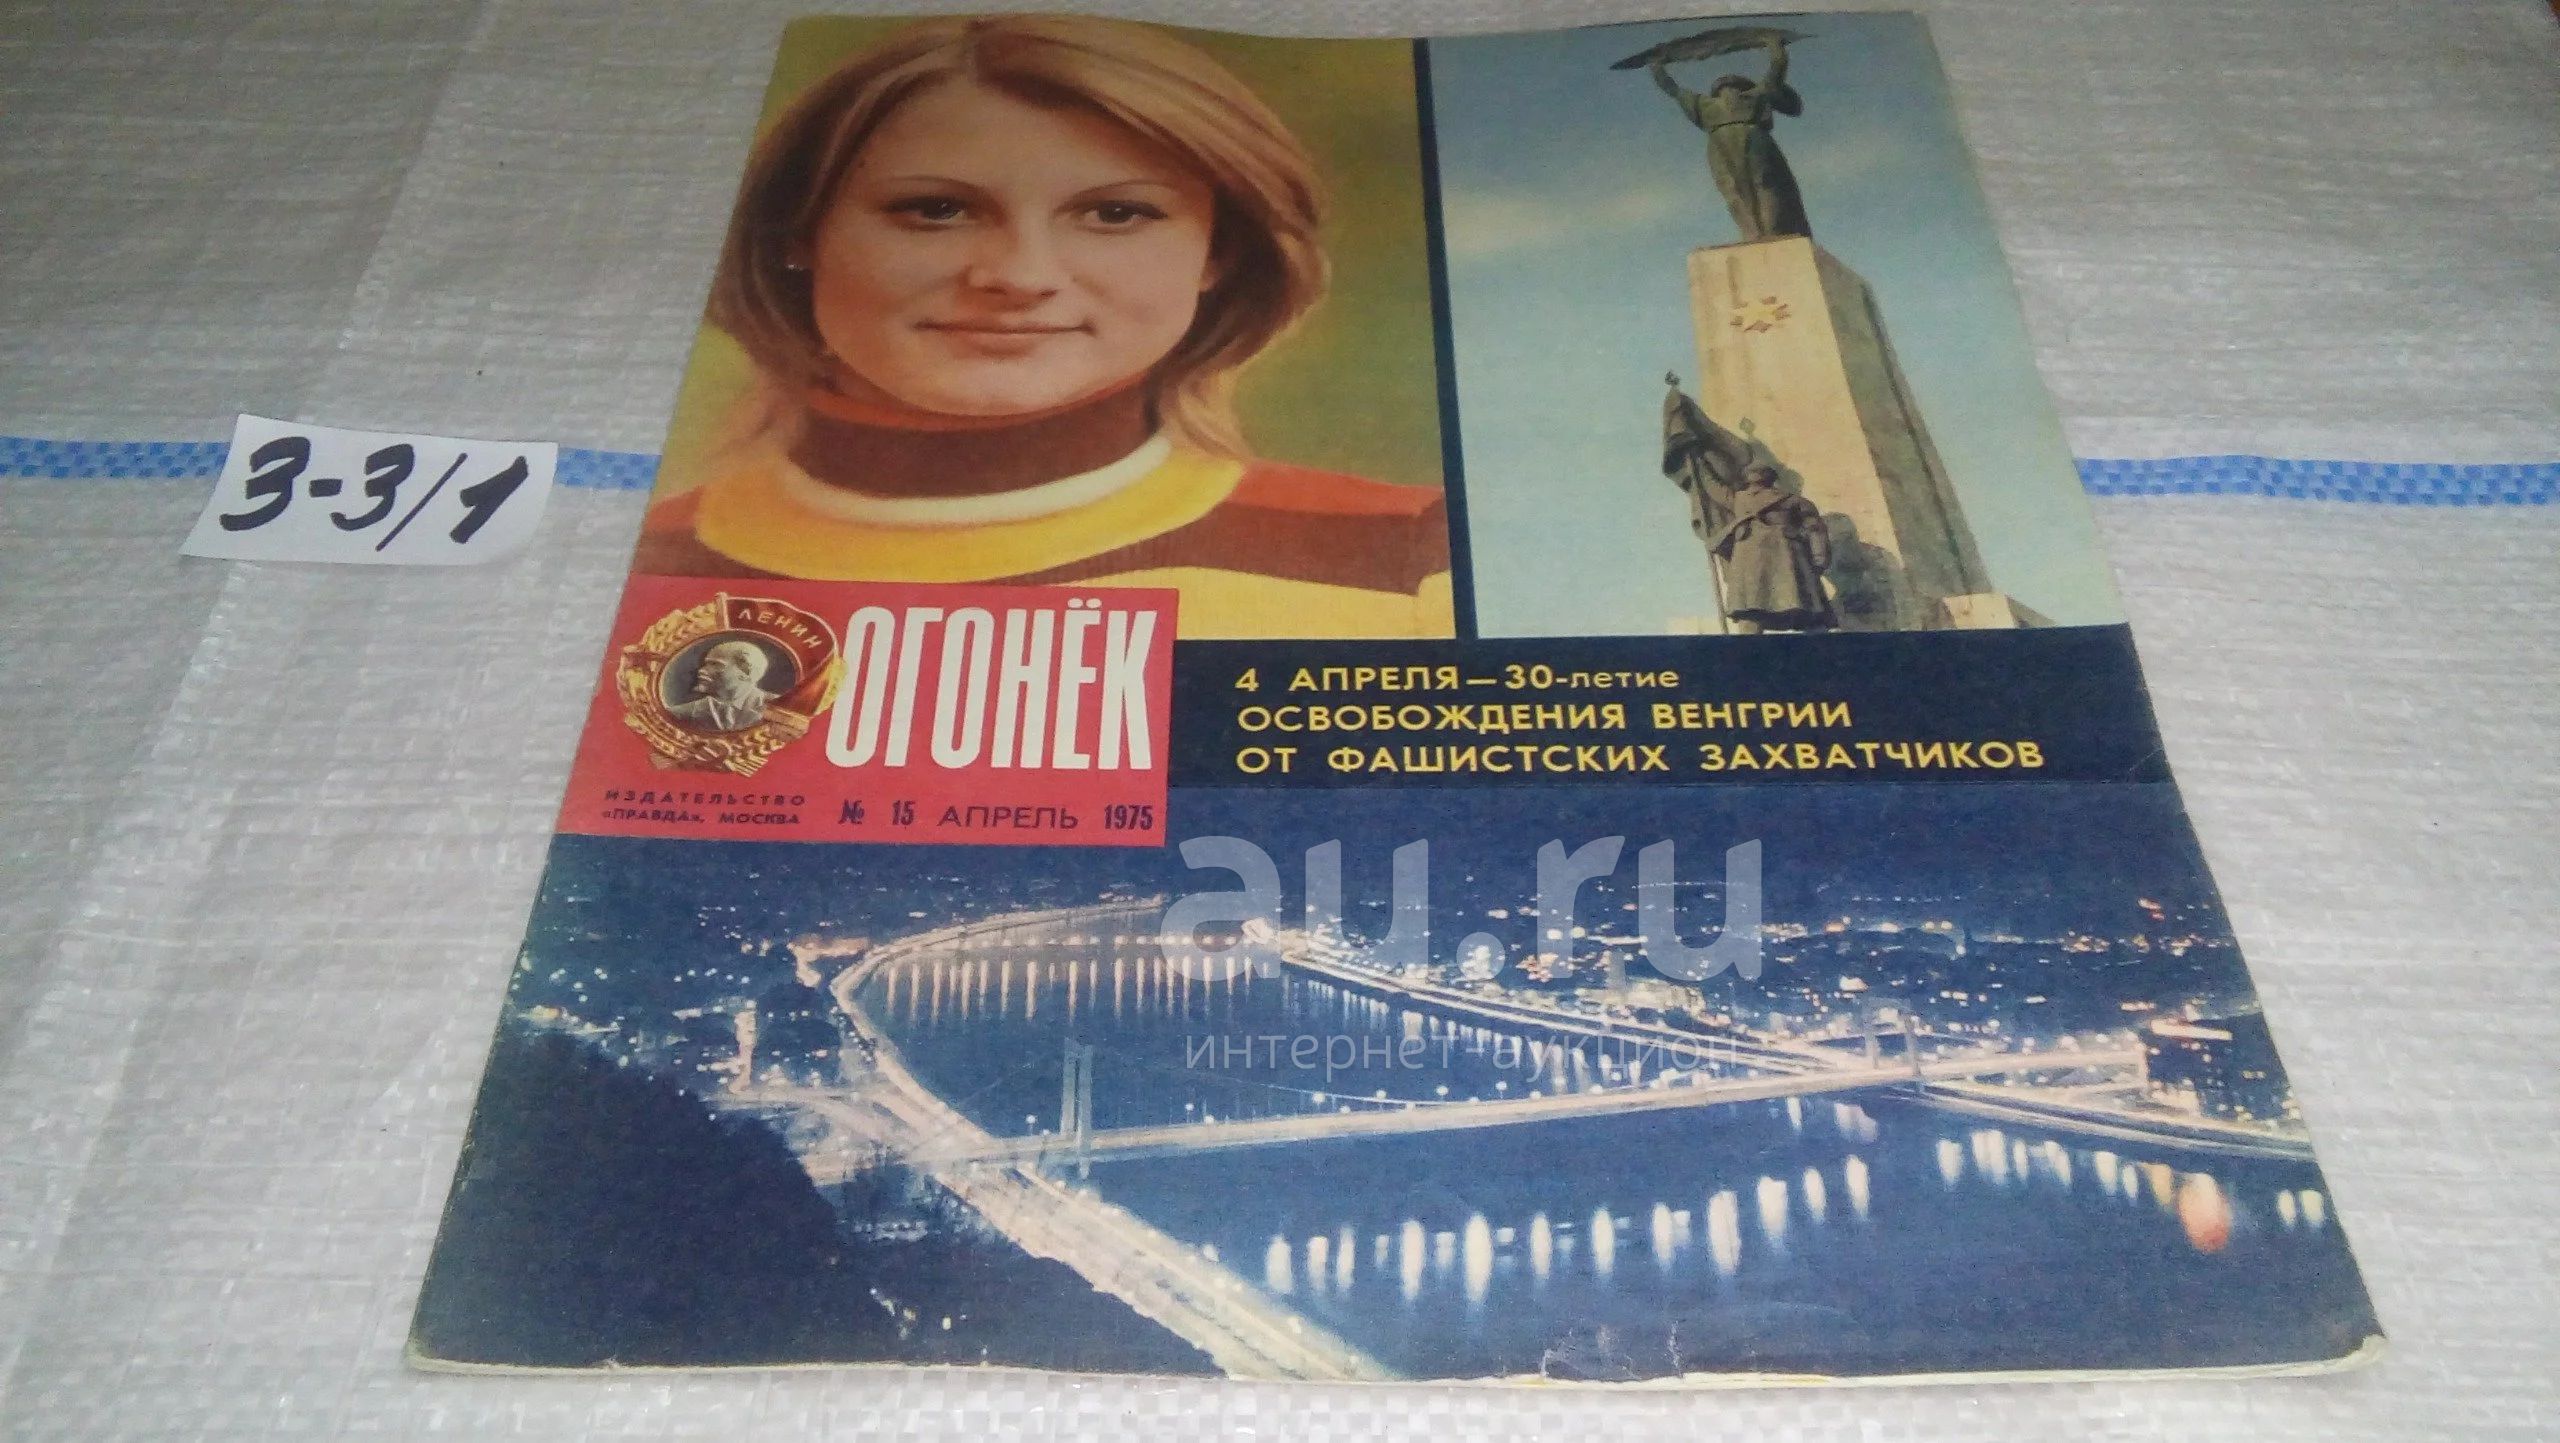 3-3/1
ЛЕНИН
ОГОНЁК
ИЗДАТЕЛЬСТВО
«ПРАВДА», МОСКВА
№ 15 АПРЕЛЬ 1975
4 АПРЕЛЯ — 30-летие
ОСВОБОЖДЕНИЯ ВЕНГРИИ
ОТ ФАШИСТСКИХ ЗАХВАТЧИКОВ
au.ru
интернет-аукцион